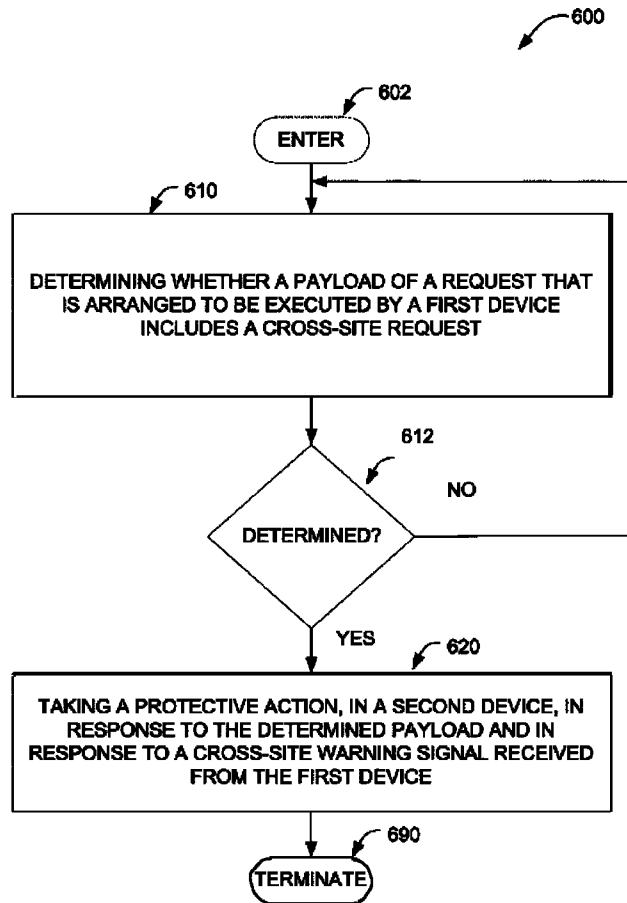 600
602
ENTER
610
DETERMINING WHETHER A PAYLOAD OF A REQUEST THAT
IS ARRANGED TO BE EXECUTED BY A FIRST DEVICE
INCLUDES A CROSS-SITE REQUEST
612
NO
DETERMINED?
YES
620
TAKING A PROTECTIVE ACTION, IN A SECOND DEVICE, IN
RESPONSE TO THE DETERMINED PAYLOAD AND IN
RESPONSE TO A CROSS-SITE WARNING SIGNAL RECEIVED
FROM THE FIRST DEVICE
690
TERMINATE